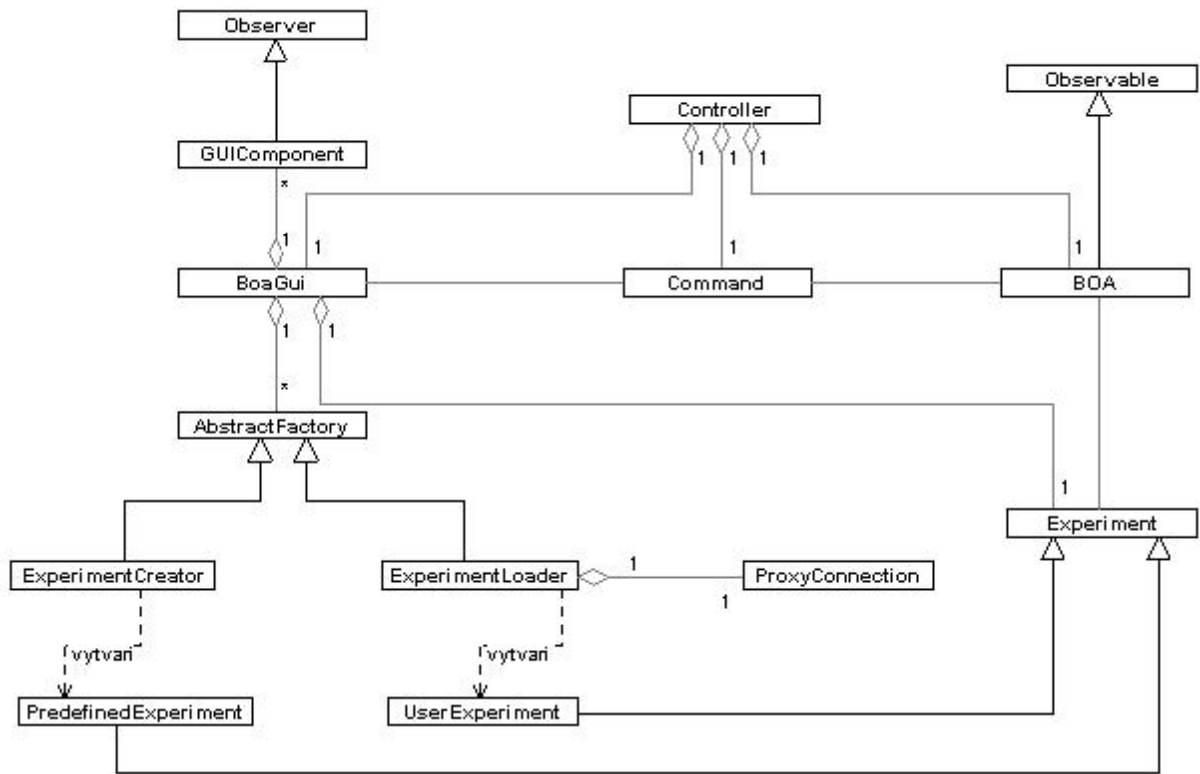 Observer
Observable
Controller
GUIComponent
1 1 1
*
1 1 1 1
BoaGui Command BOA
1 1
*
AbstractFactory
1
Experiment
ExperimentCreator ExperimentLoader 1 ProxyConnection
1
vytvari vytvari
PredefinedExperiment UserExperiment